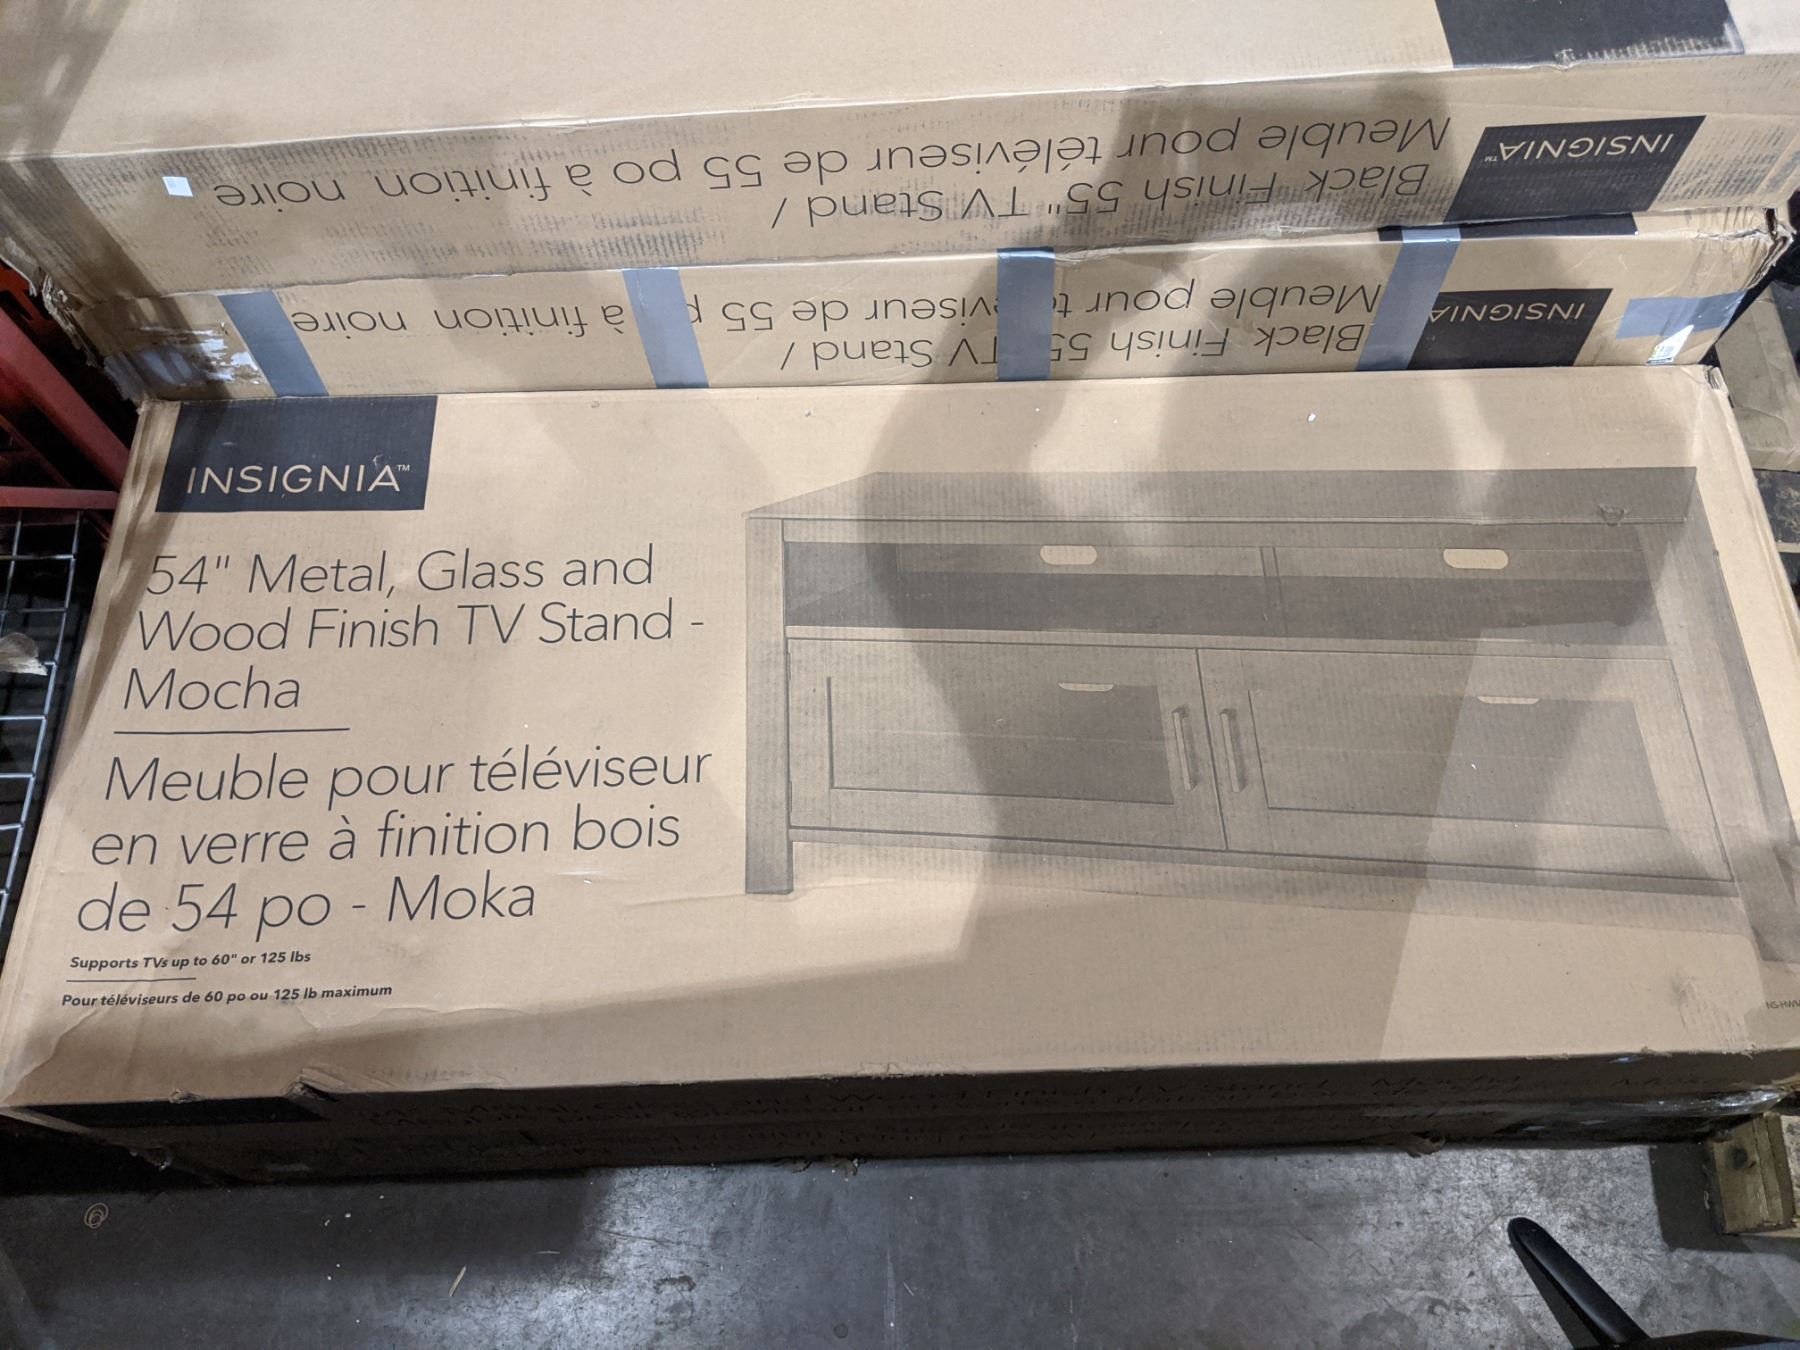 INSIGNIA™
Black Finish 55" TV Stand /
Meuble pour téléviseur de 55 po à finition noire
INSIGNIA
Black Finish 55 TV Stand /
Meuble pour t viseur de 55 p à finition noire
INSIGNIA™
54" Metal, Glass and
Wood Finish TV Stand -
Mocha
Meuble pour téléviseur
en verre à finition bois
de 54 po - Moka
Supports TVs up to 60" or 125 lbs
Pour téléviseurs de 60 po ou 125 lb maximum